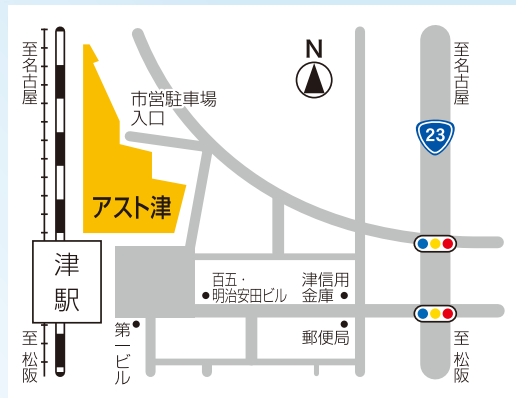 至名古屋
N
至名古屋
市営駐車場
入口
23
アスト津
津駅
百五・
明治安田ビル
津信用
金庫
第一ビル
郵便局
至 松阪
至 松阪